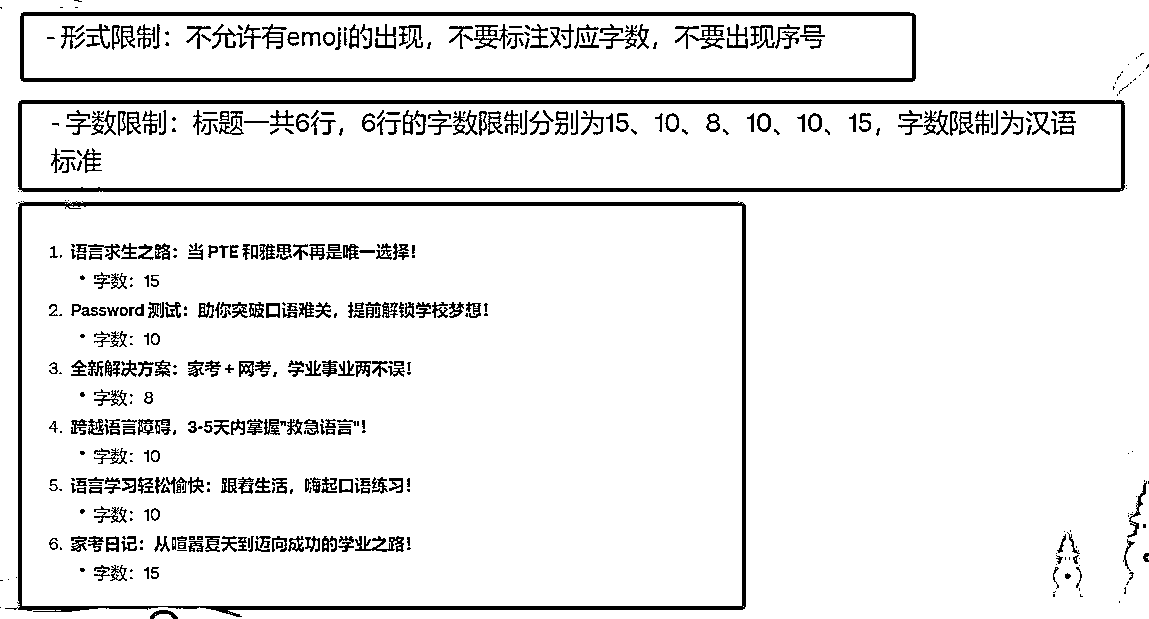 - 形式限制：不允许有emoji的出现，不要标注对应字数，不要出现序号
- 字数限制：标题一共6行，6行的字数限制分别为15、10、8、10、10、15，字数限制为汉语
标准
1. 语言求生之路：当 PTE 和雅思不再是唯一选择！
• 字数：15
2. Password 测试：助你突破口语难关，提前解锁学校梦想！
• 字数：10
3. 全新解决方案：家考 + 网考，学业事业两不误！
• 字数：8
4. 跨越语言障碍，3-5天内掌握"救急语言"！
• 字数：10
5. 语言学习轻松愉快：跟着生活，嗨起口语练习！
• 字数：10
6. 家考日记：从喧嚣夏天到迈向成功的学业之路！
• 字数：15